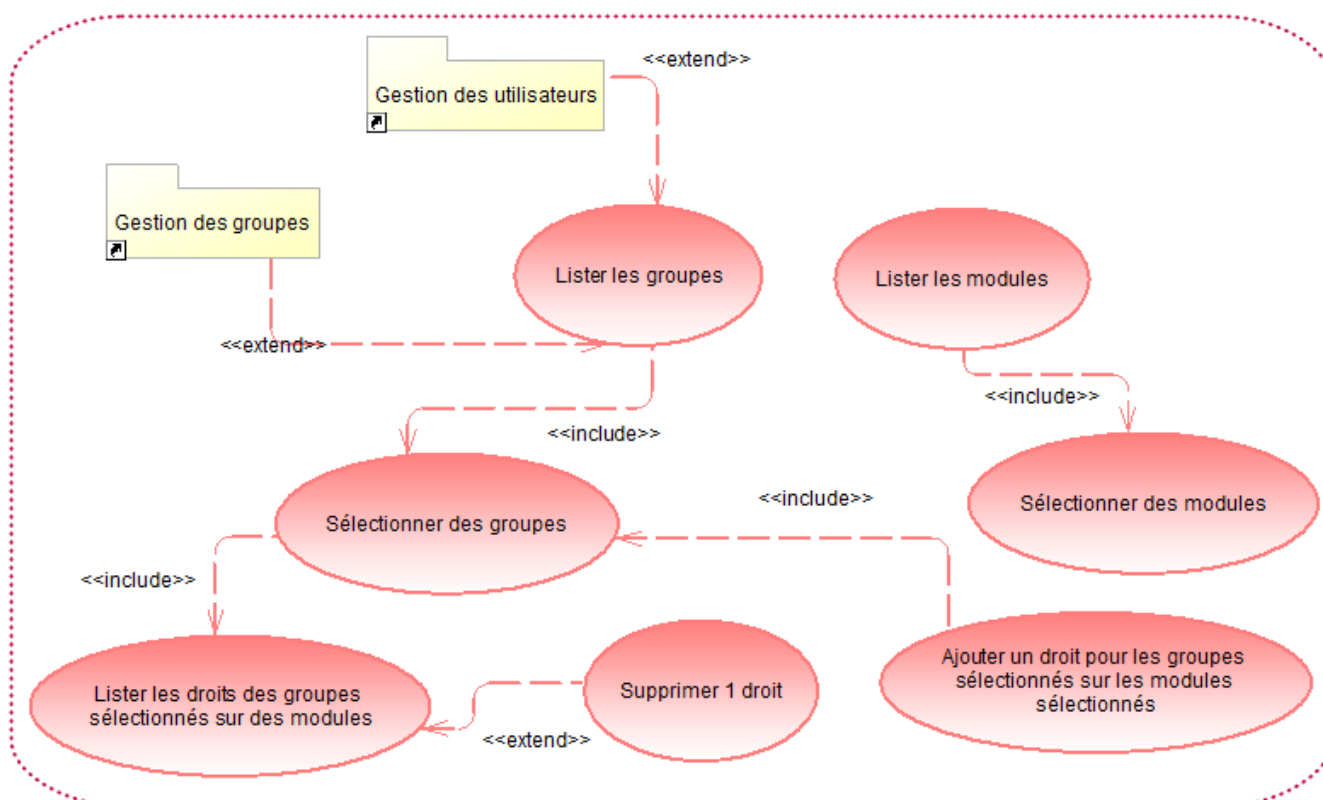 <<extend>>
Gestion des utilisateurs
Gestion des groupes
Lister les groupes
Lister les modules
<<extend>>
<<include>>
<<include>>
Sélectionner des modules
<<include>>
Sélectionner des groupes
<<include>>
Ajouter un droit pour les groupes
sélectionnés sur les modules
sélectionnés
Supprimer 1 droit
Lister les droits des groupes
sélectionnés sur des modules
<<extend>>